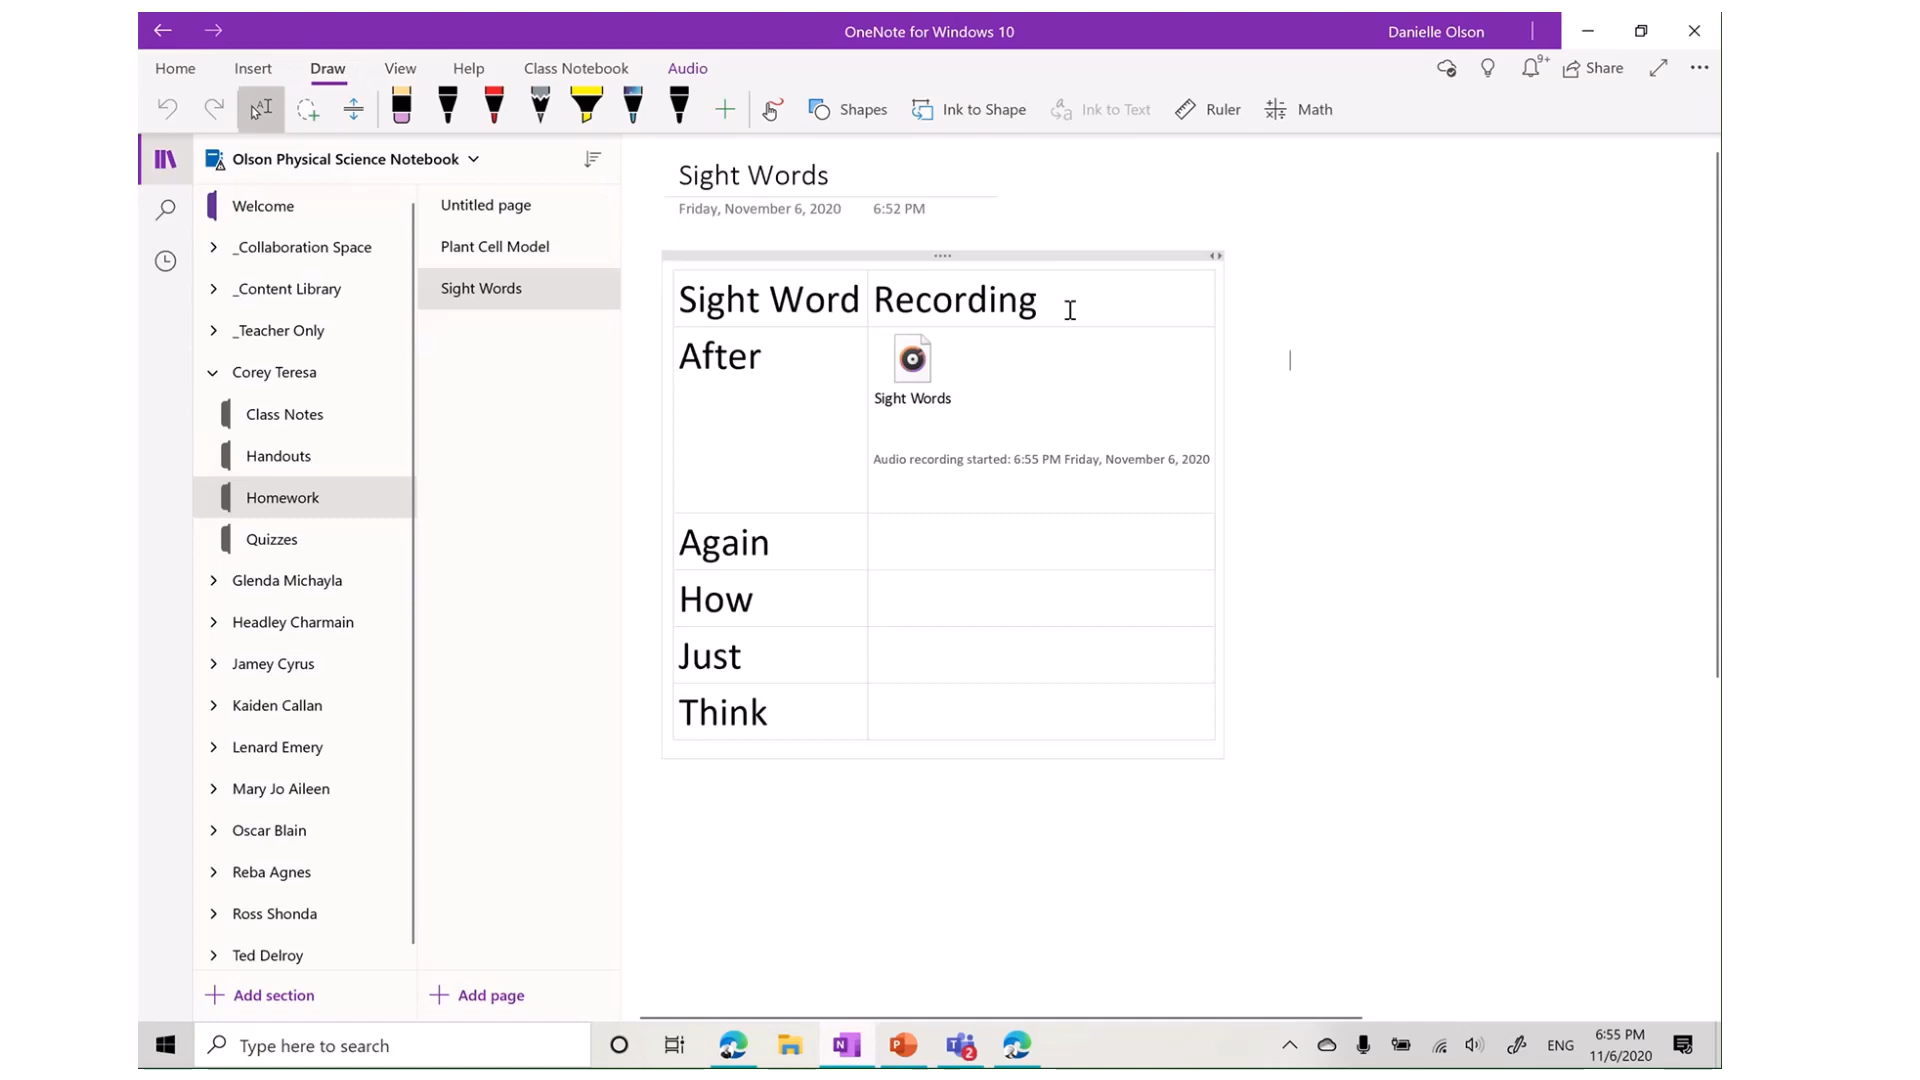 OneNote for Windows 10
Danielle Olson
Home Insert Draw View Help Class Notebook Audio
9+
Share
Shapes
Ink to Shape
Ink to Text
Ruler
Math
Olson Physical Science Notebook
Welcome
_Collaboration Space
_Content Library
_Teacher Only
Corey Teresa
Class Notes
Handouts
Homework
Quizzes
Glenda Michayla
Headley Charmain
Jamey Cyrus
Kaiden Callan
Lenard Emery
Mary Jo Aileen
Oscar Blain
Reba Agnes
Ross Shonda
Ted Delroy
Add section
Untitled page
Plant Cell Model
Sight Words
Add page
Sight Words
Friday, November 6, 2020 6:52 PM
Sight Word Recording
After
Sight Words
Audio recording started: 6:55 PM Friday, November 6, 2020
Again
How
Just
Think
Type here to search
N
P
T
2
ENG
6:55 PM
11/6/2020